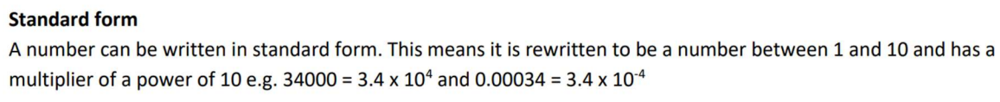 Standard form
A number can be written in standard form. This means it is rewritten to be a number between 1 and 10 and has a
multiplier of a power of 10 e.g. 34000 = 3.4 x 10⁴ and 0.00034 = 3.4 x 10⁻⁴